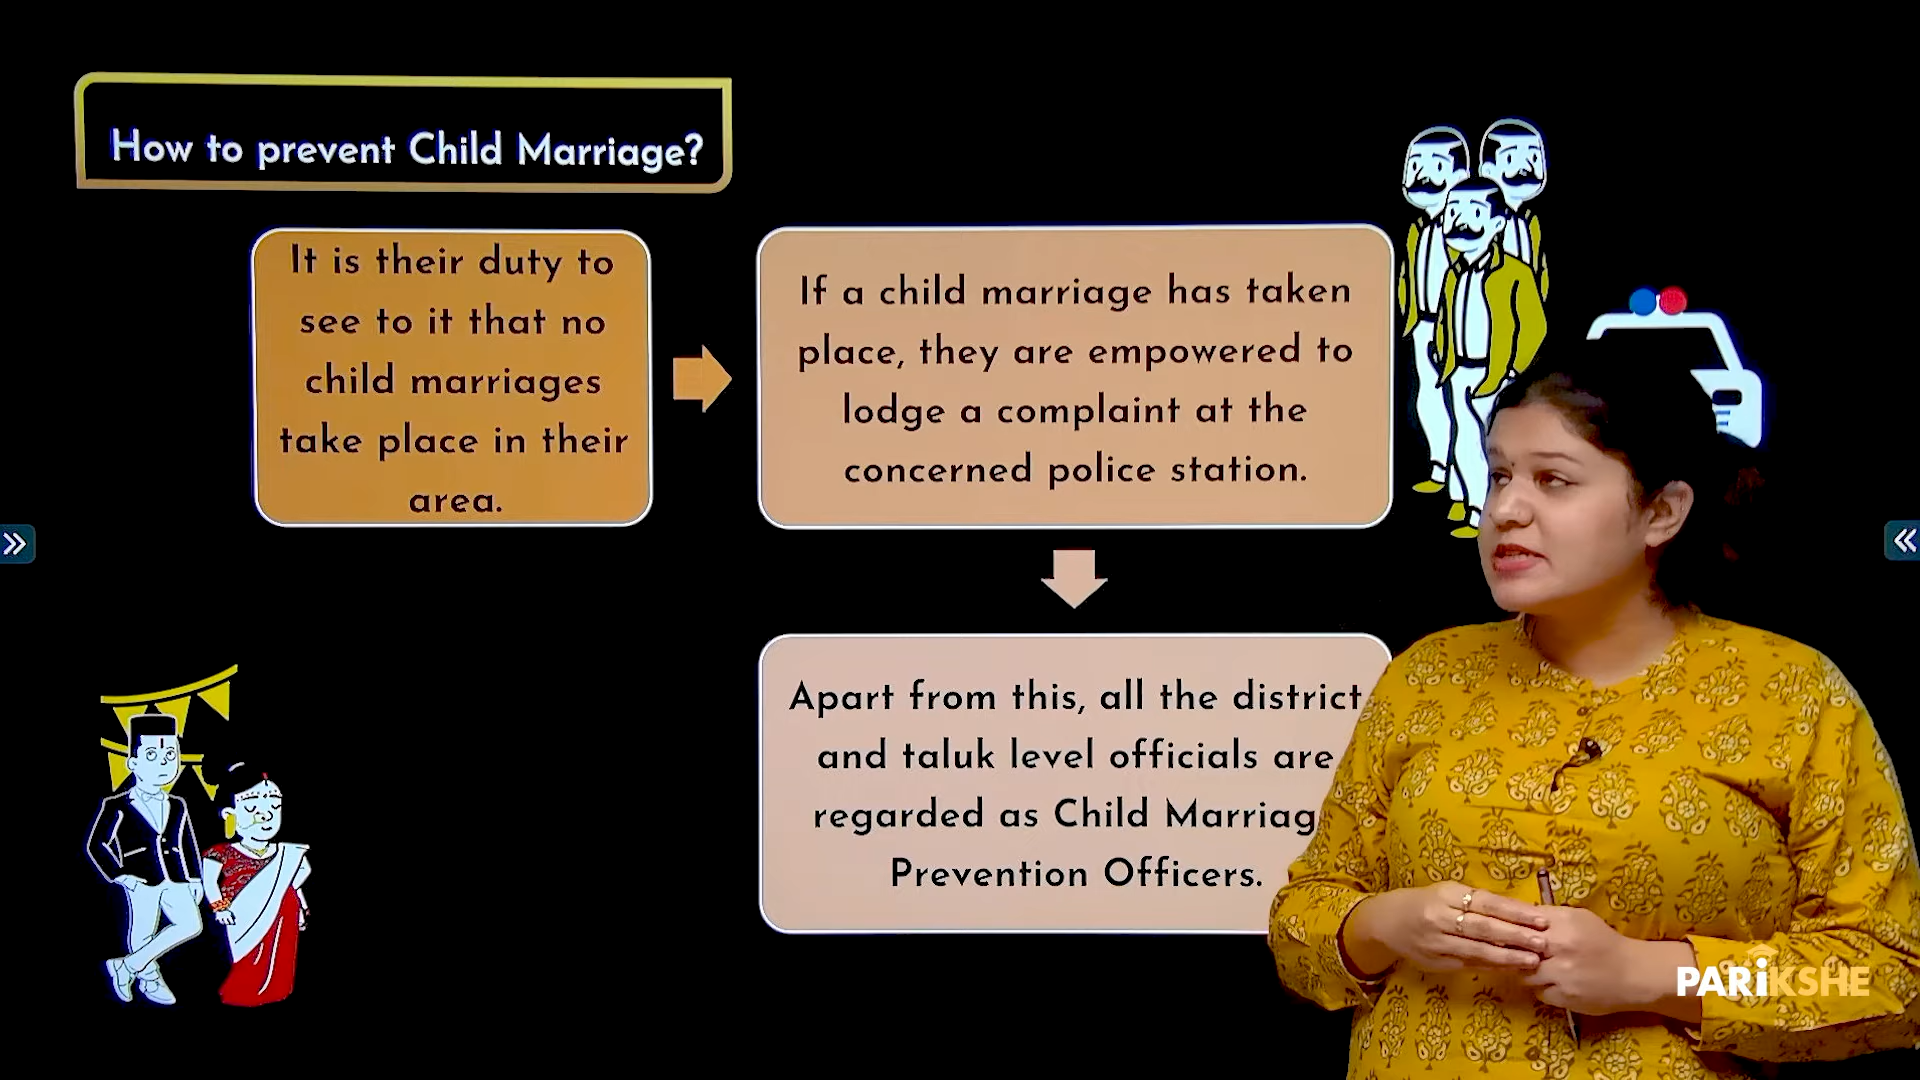 How to prevent Child Marriage?
It is their duty to
see to it that no
child marriages
take place in their
area.
If a child marriage has taken
place, they are empowered to
lodge a complaint at the
concerned police station.
Apart from this, all the district
and taluk level officials are
regarded as Child Marriag
Prevention Officers.
PARiKSHE